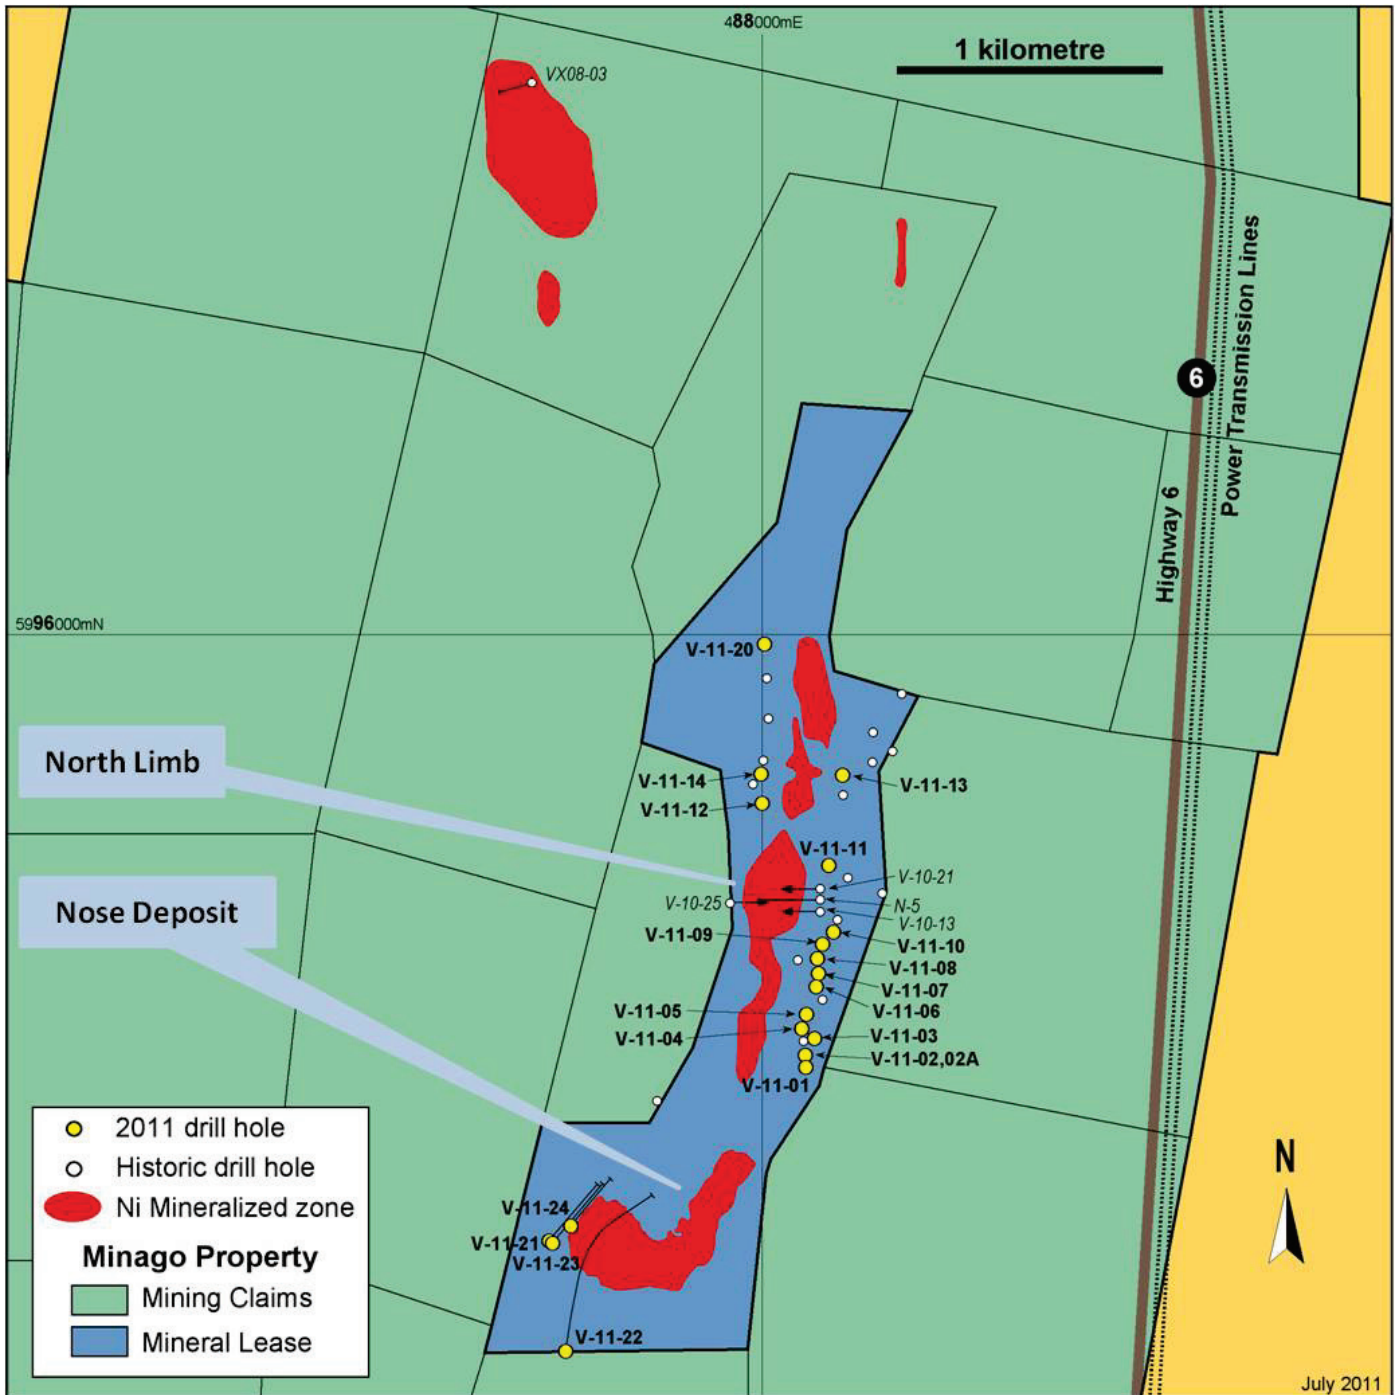 488000mE
1 kilometre
VX08-03
Power Transmission Lines
6
Highway 6
5996000mN
V-11-20
North Limb
V-11-14
V-11-13
V-11-12
V-11-11
V-10-21
Nose Deposit
V-10-25
N-5
V-10-13
V-11-09
V-11-10
V-11-08
V-11-07
V-11-05
V-11-06
V-11-04
V-11-03
V-11-02,02A
V-11-01
2011 drill hole
Historic drill hole
Ni Mineralized zone
Minago Property
Mining Claims
Mineral Lease
V-11-24
V-11-21
V-11-23
V-11-22
N
July 2011